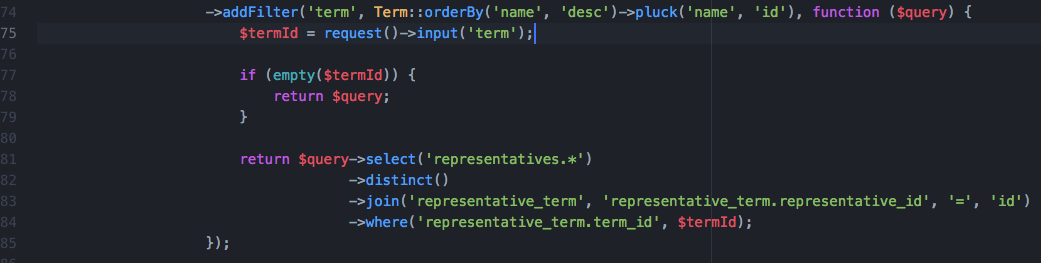 74 ->addFilter('term', Term::orderBy('name', 'desc')->pluck('name', 'id'), function ($query) {
75 $termId = request()->input('term');
76
77 if (empty($termId)) {
78 return $query;
79 }
80
81 return $query->select('representatives.*')
82 ->distinct()
83 ->join('representative_term', 'representative_term.representative_id', '=', 'id')
84 ->where('representative_term.term_id', $termId);
85 });
86